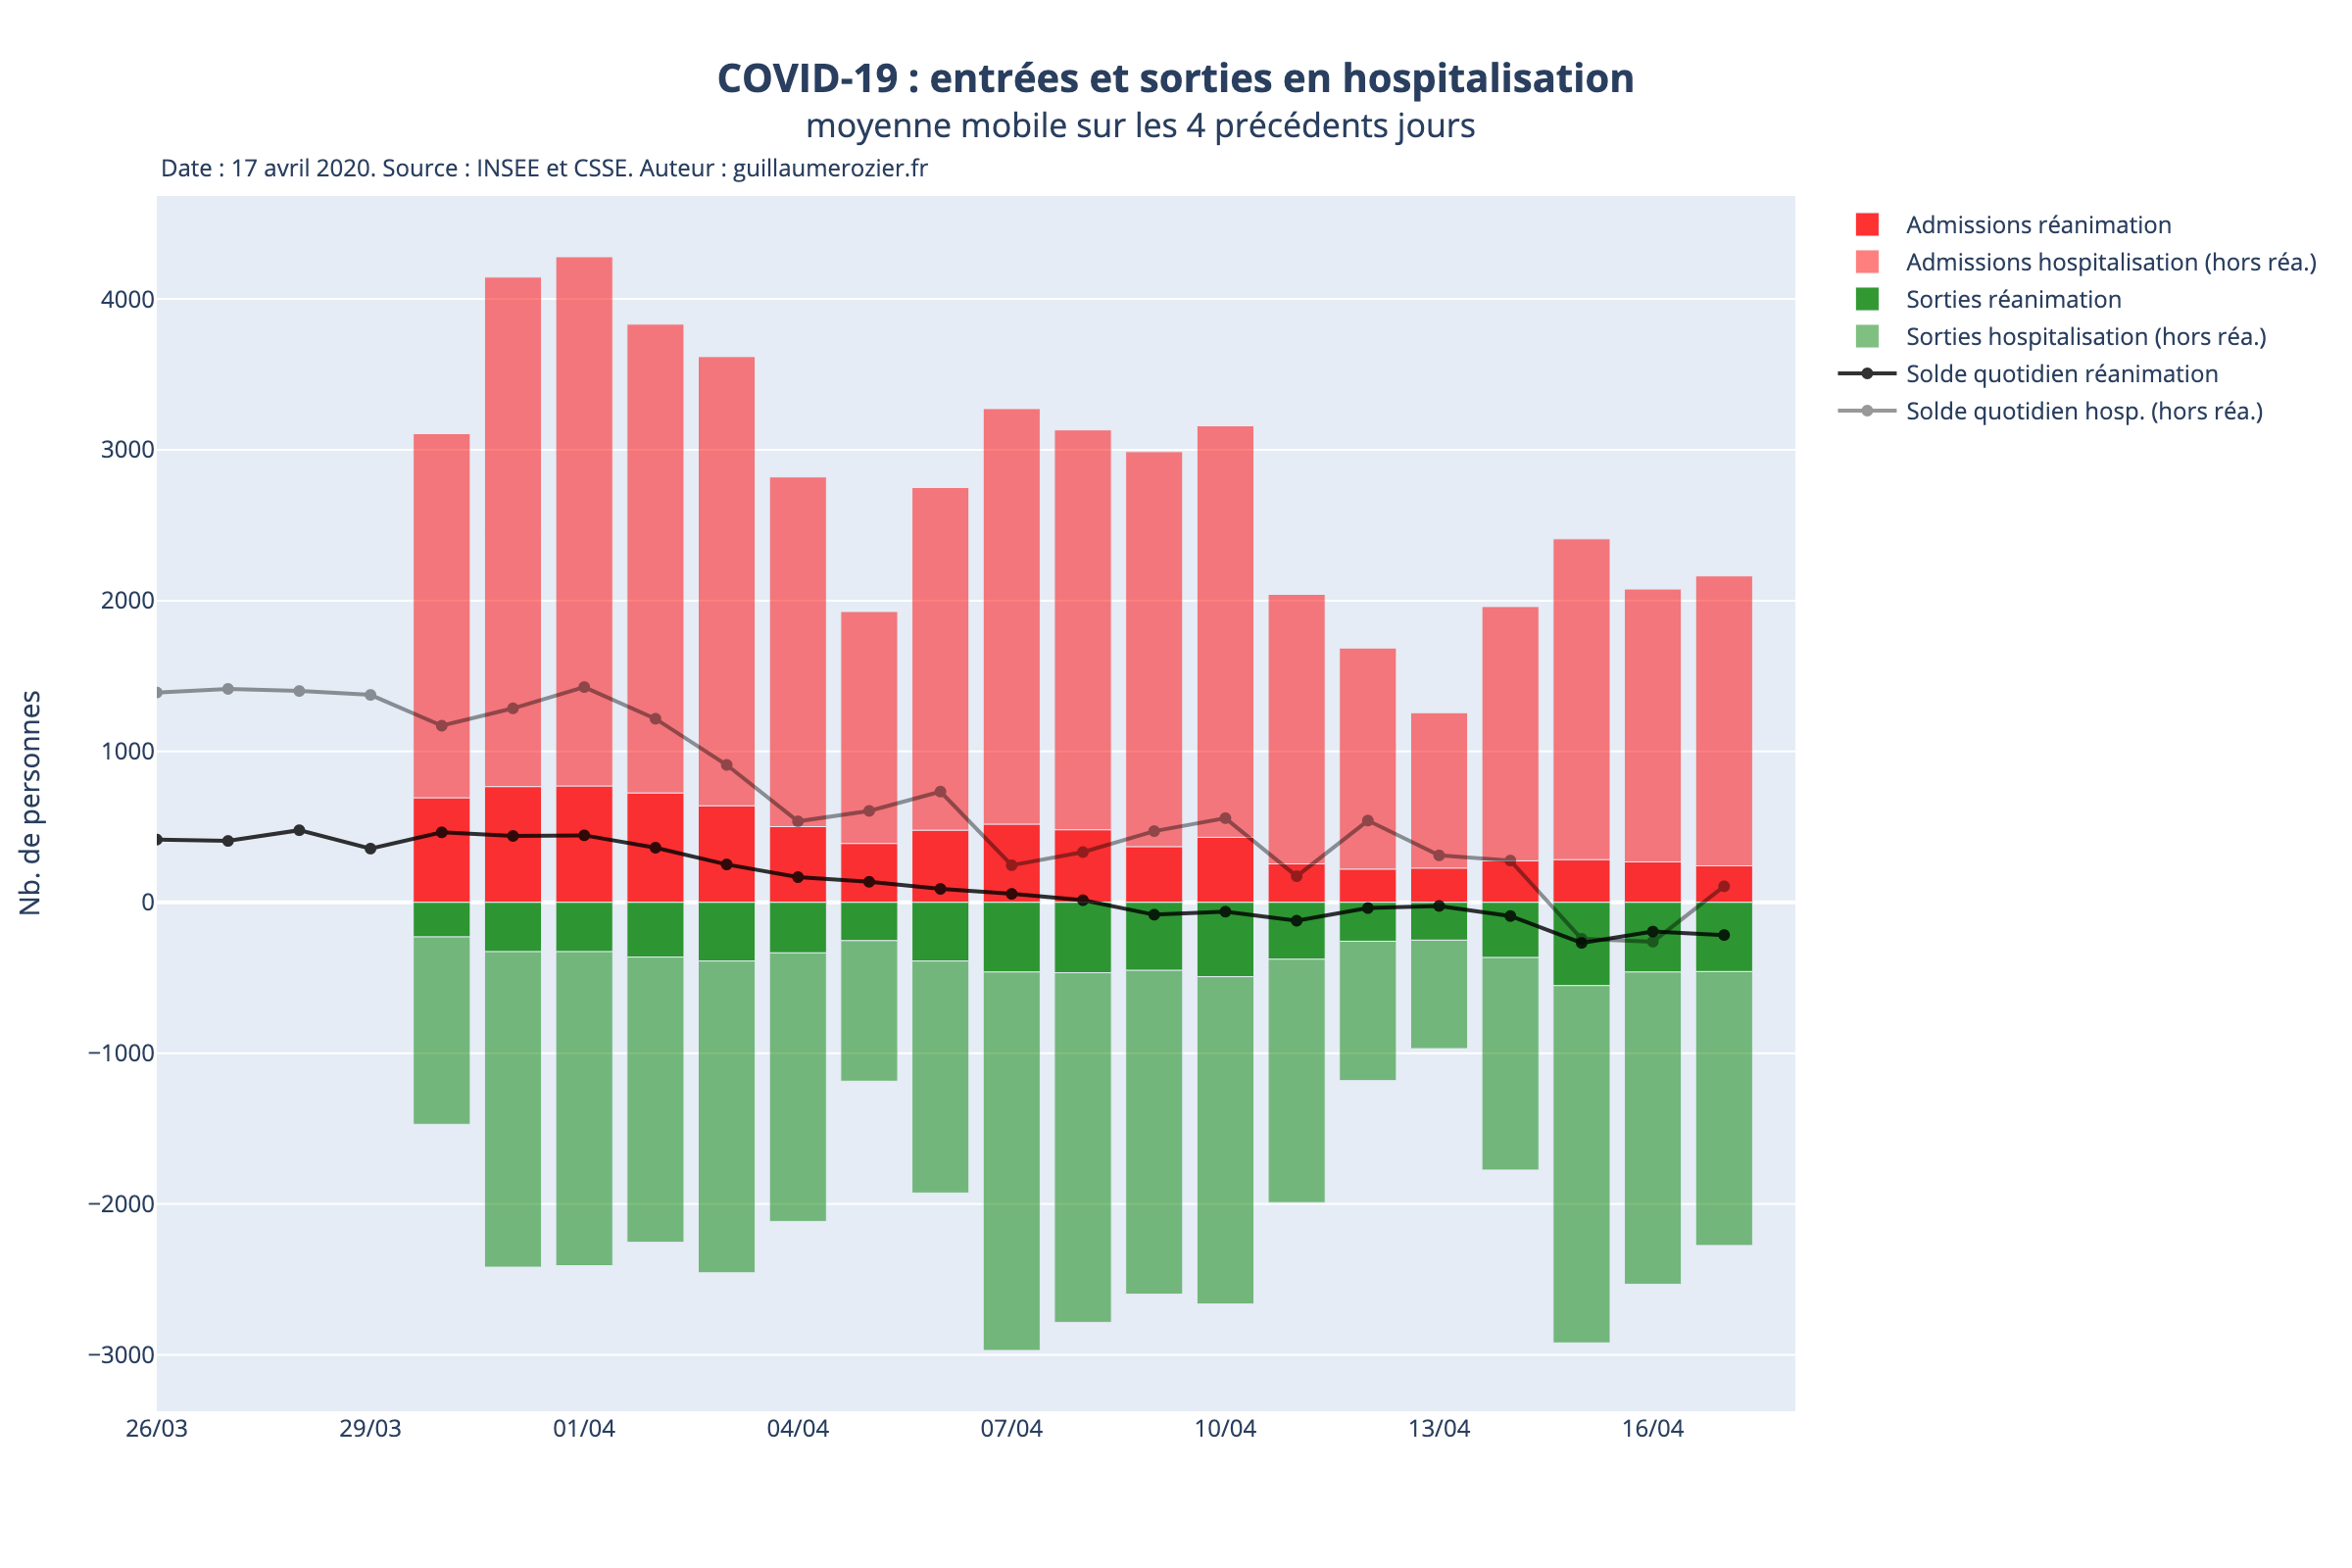 COVID-19 : entrées et sorties en hospitalisation
moyenne mobile sur les 4 précédents jours
Date : 17 avril 2020. Source : INSEE et CSSE. Auteur : guillaumerozier.fr
Admissions réanimation
Admissions hospitalisation (hors réa.)
Sorties réanimation
Sorties hospitalisation (hors réa.)
Solde quotidien réanimation
Solde quotidien hosp. (hors réa.)
Nb. de personnes
4000
3000
2000
1000
0
−1000
−2000
−3000
26/03 29/03 01/04 04/04 07/04 10/04 13/04 16/04